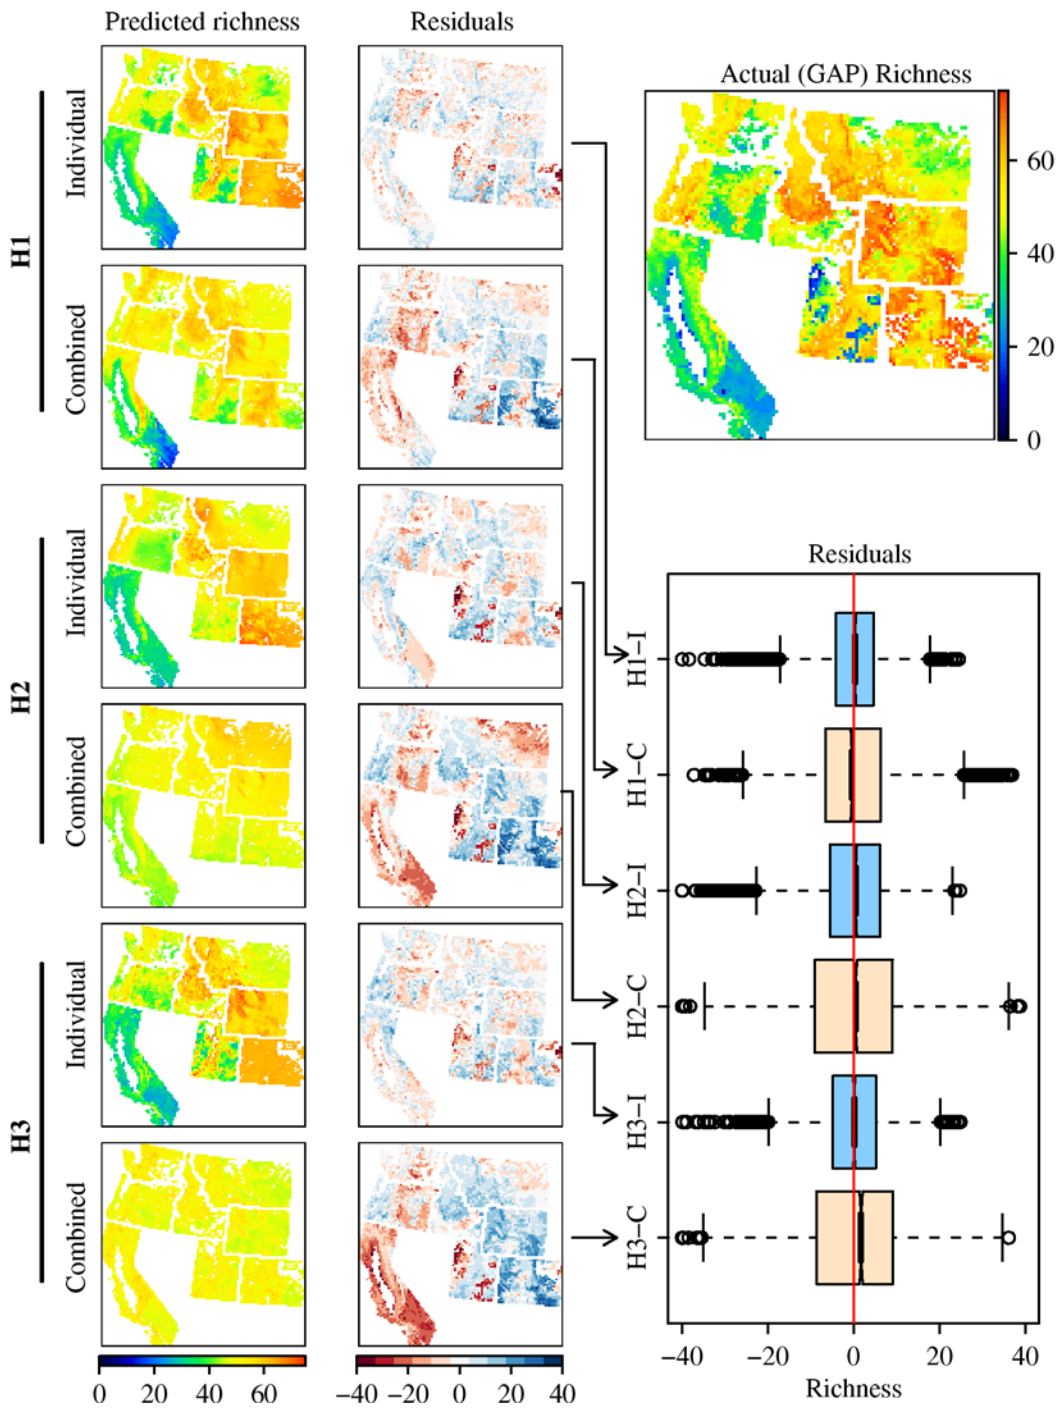 Predicted richness
Residuals
Actual (GAP) Richness
H1
Individual
Combined
H2
Individual
Combined
H3
Individual
Combined
60
40
20
0
Residuals
H1–I
H1–C
H2–I
H2–C
H3–I
H3–C
−40 −20 0 20 40
Richness
0 20 40 60
−40 −20 0 20 40